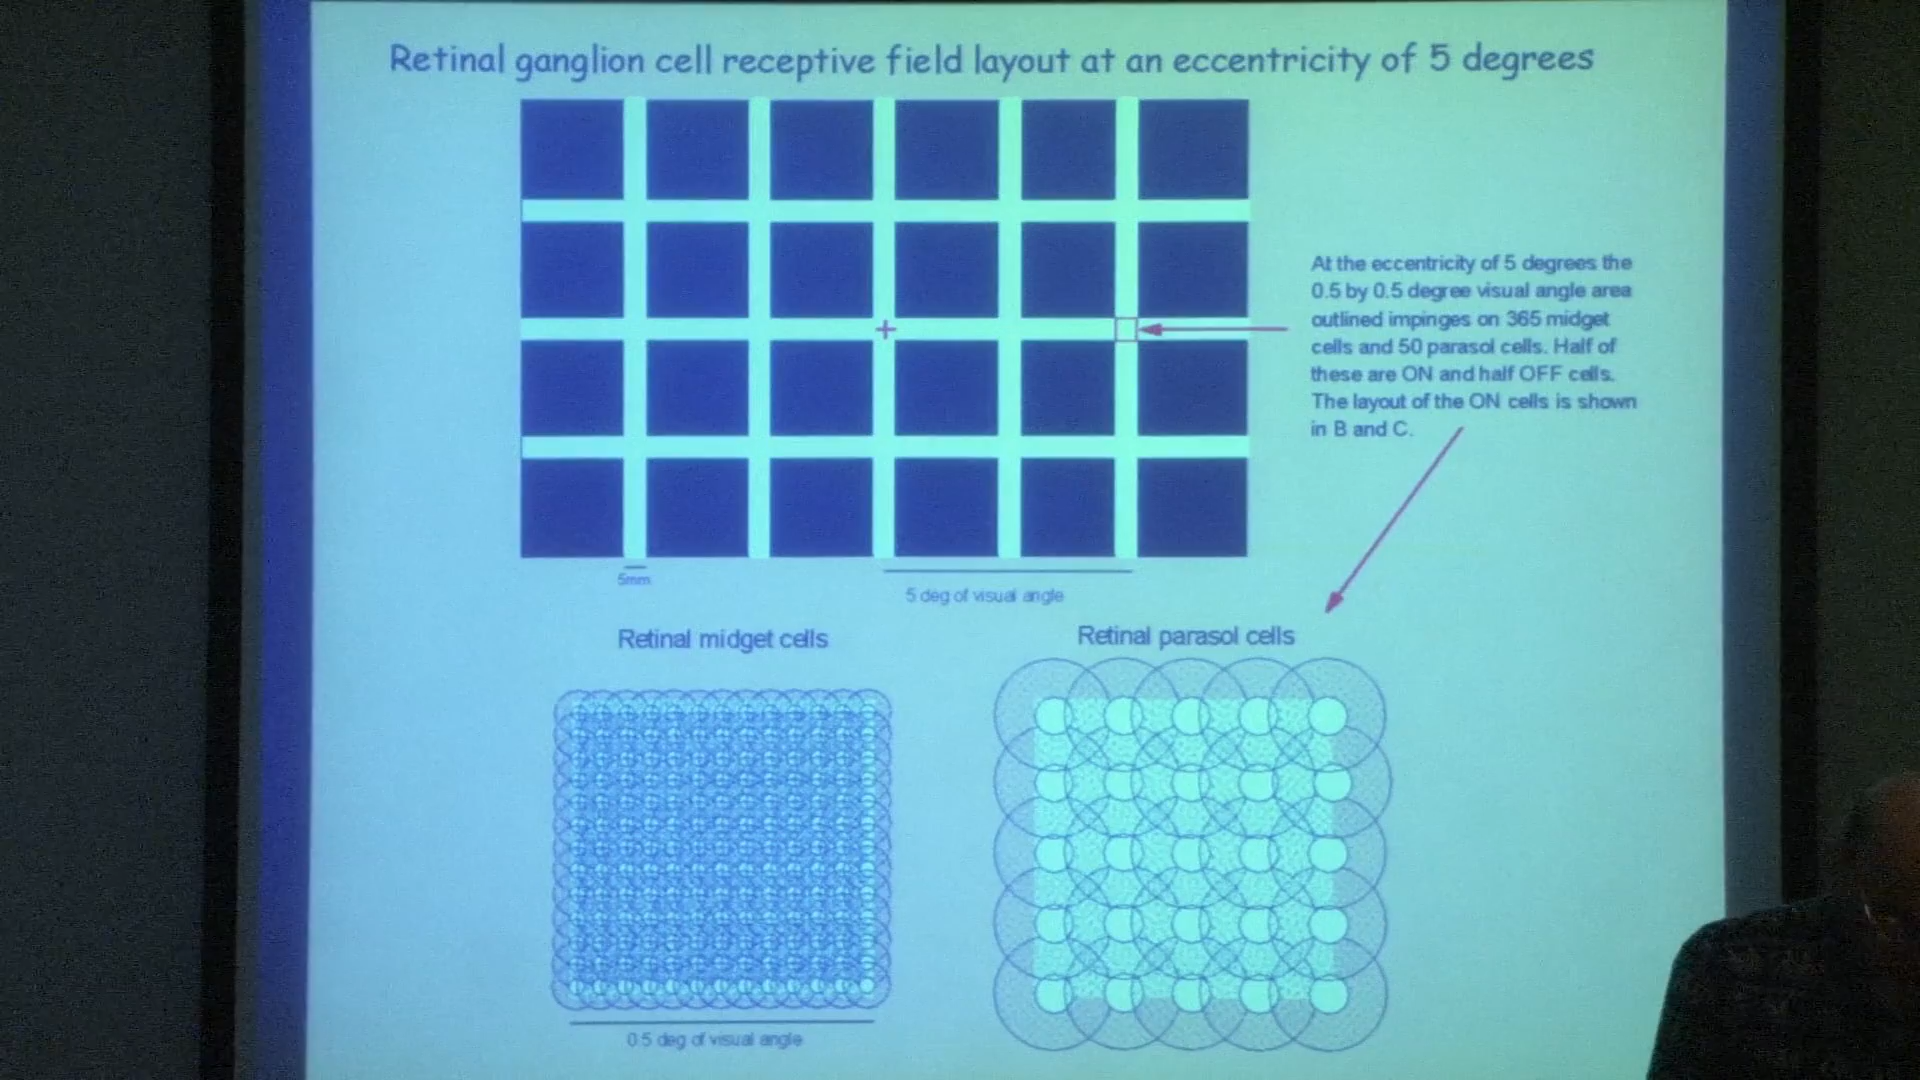 Retinal ganglion cell receptive field layout at an eccentricity of 5 degrees
At the eccentricity of 5 degrees the
0.5 by 0.5 degree visual angle area
outlined impinges on 365 midget
cells and 50 parasol cells. Half of
these are ON and half OFF cells.
The layout of the ON cells is shown
in B and C.
5mm
5 deg of visual angle
Retinal midget cells
Retinal parasol cells
0.5 deg of visual angle